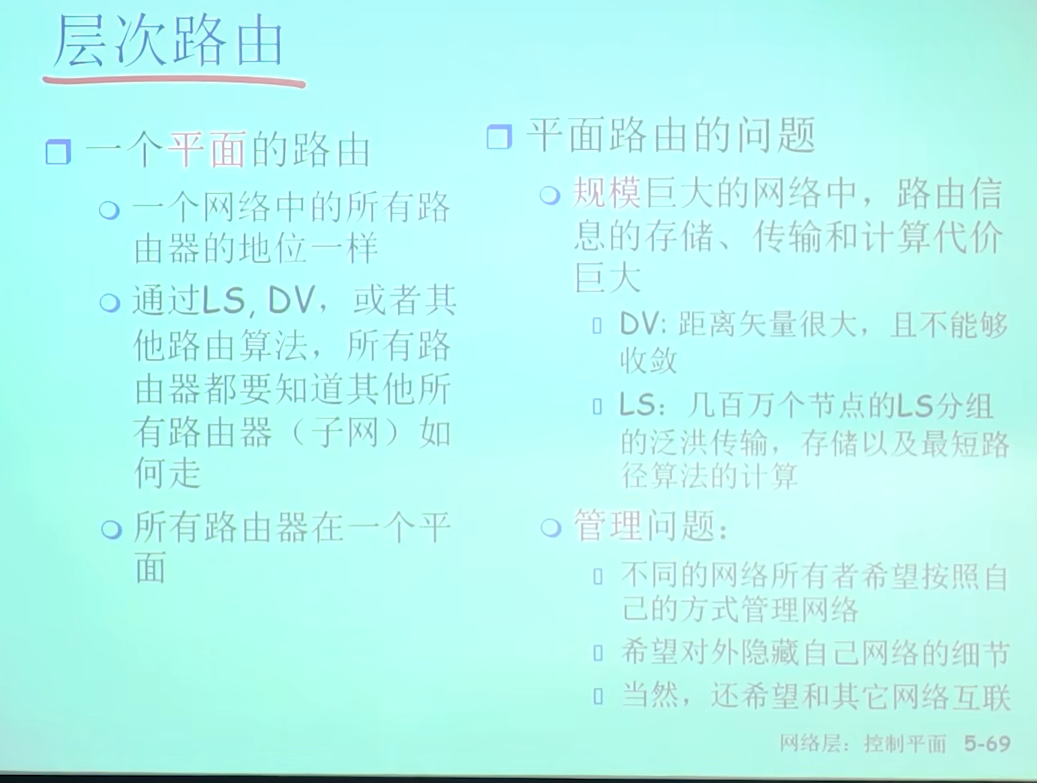 层次路由
一个平面的路由
一个网络中的所有路
由器的地位一样
通过LS, DV，或者其
他路由算法，所有路
由器都要知道其他所
有路由器（子网）如
何走
所有路由器在一个平
面
平面路由的问题
规模巨大的网络中，路由信
息的存储、传输和计算代价
巨大
DV: 距离矢量很大，且不能够
收敛
LS：几百万个节点的LS分组
的泛洪传输，存储以及最短路
径算法的计算
管理问题：
不同的网络所有者希望按照自
己的方式管理网络
希望对外隐藏自己网络的细节
当然，还希望和其它网络互联
网络层：控制平面 5-69